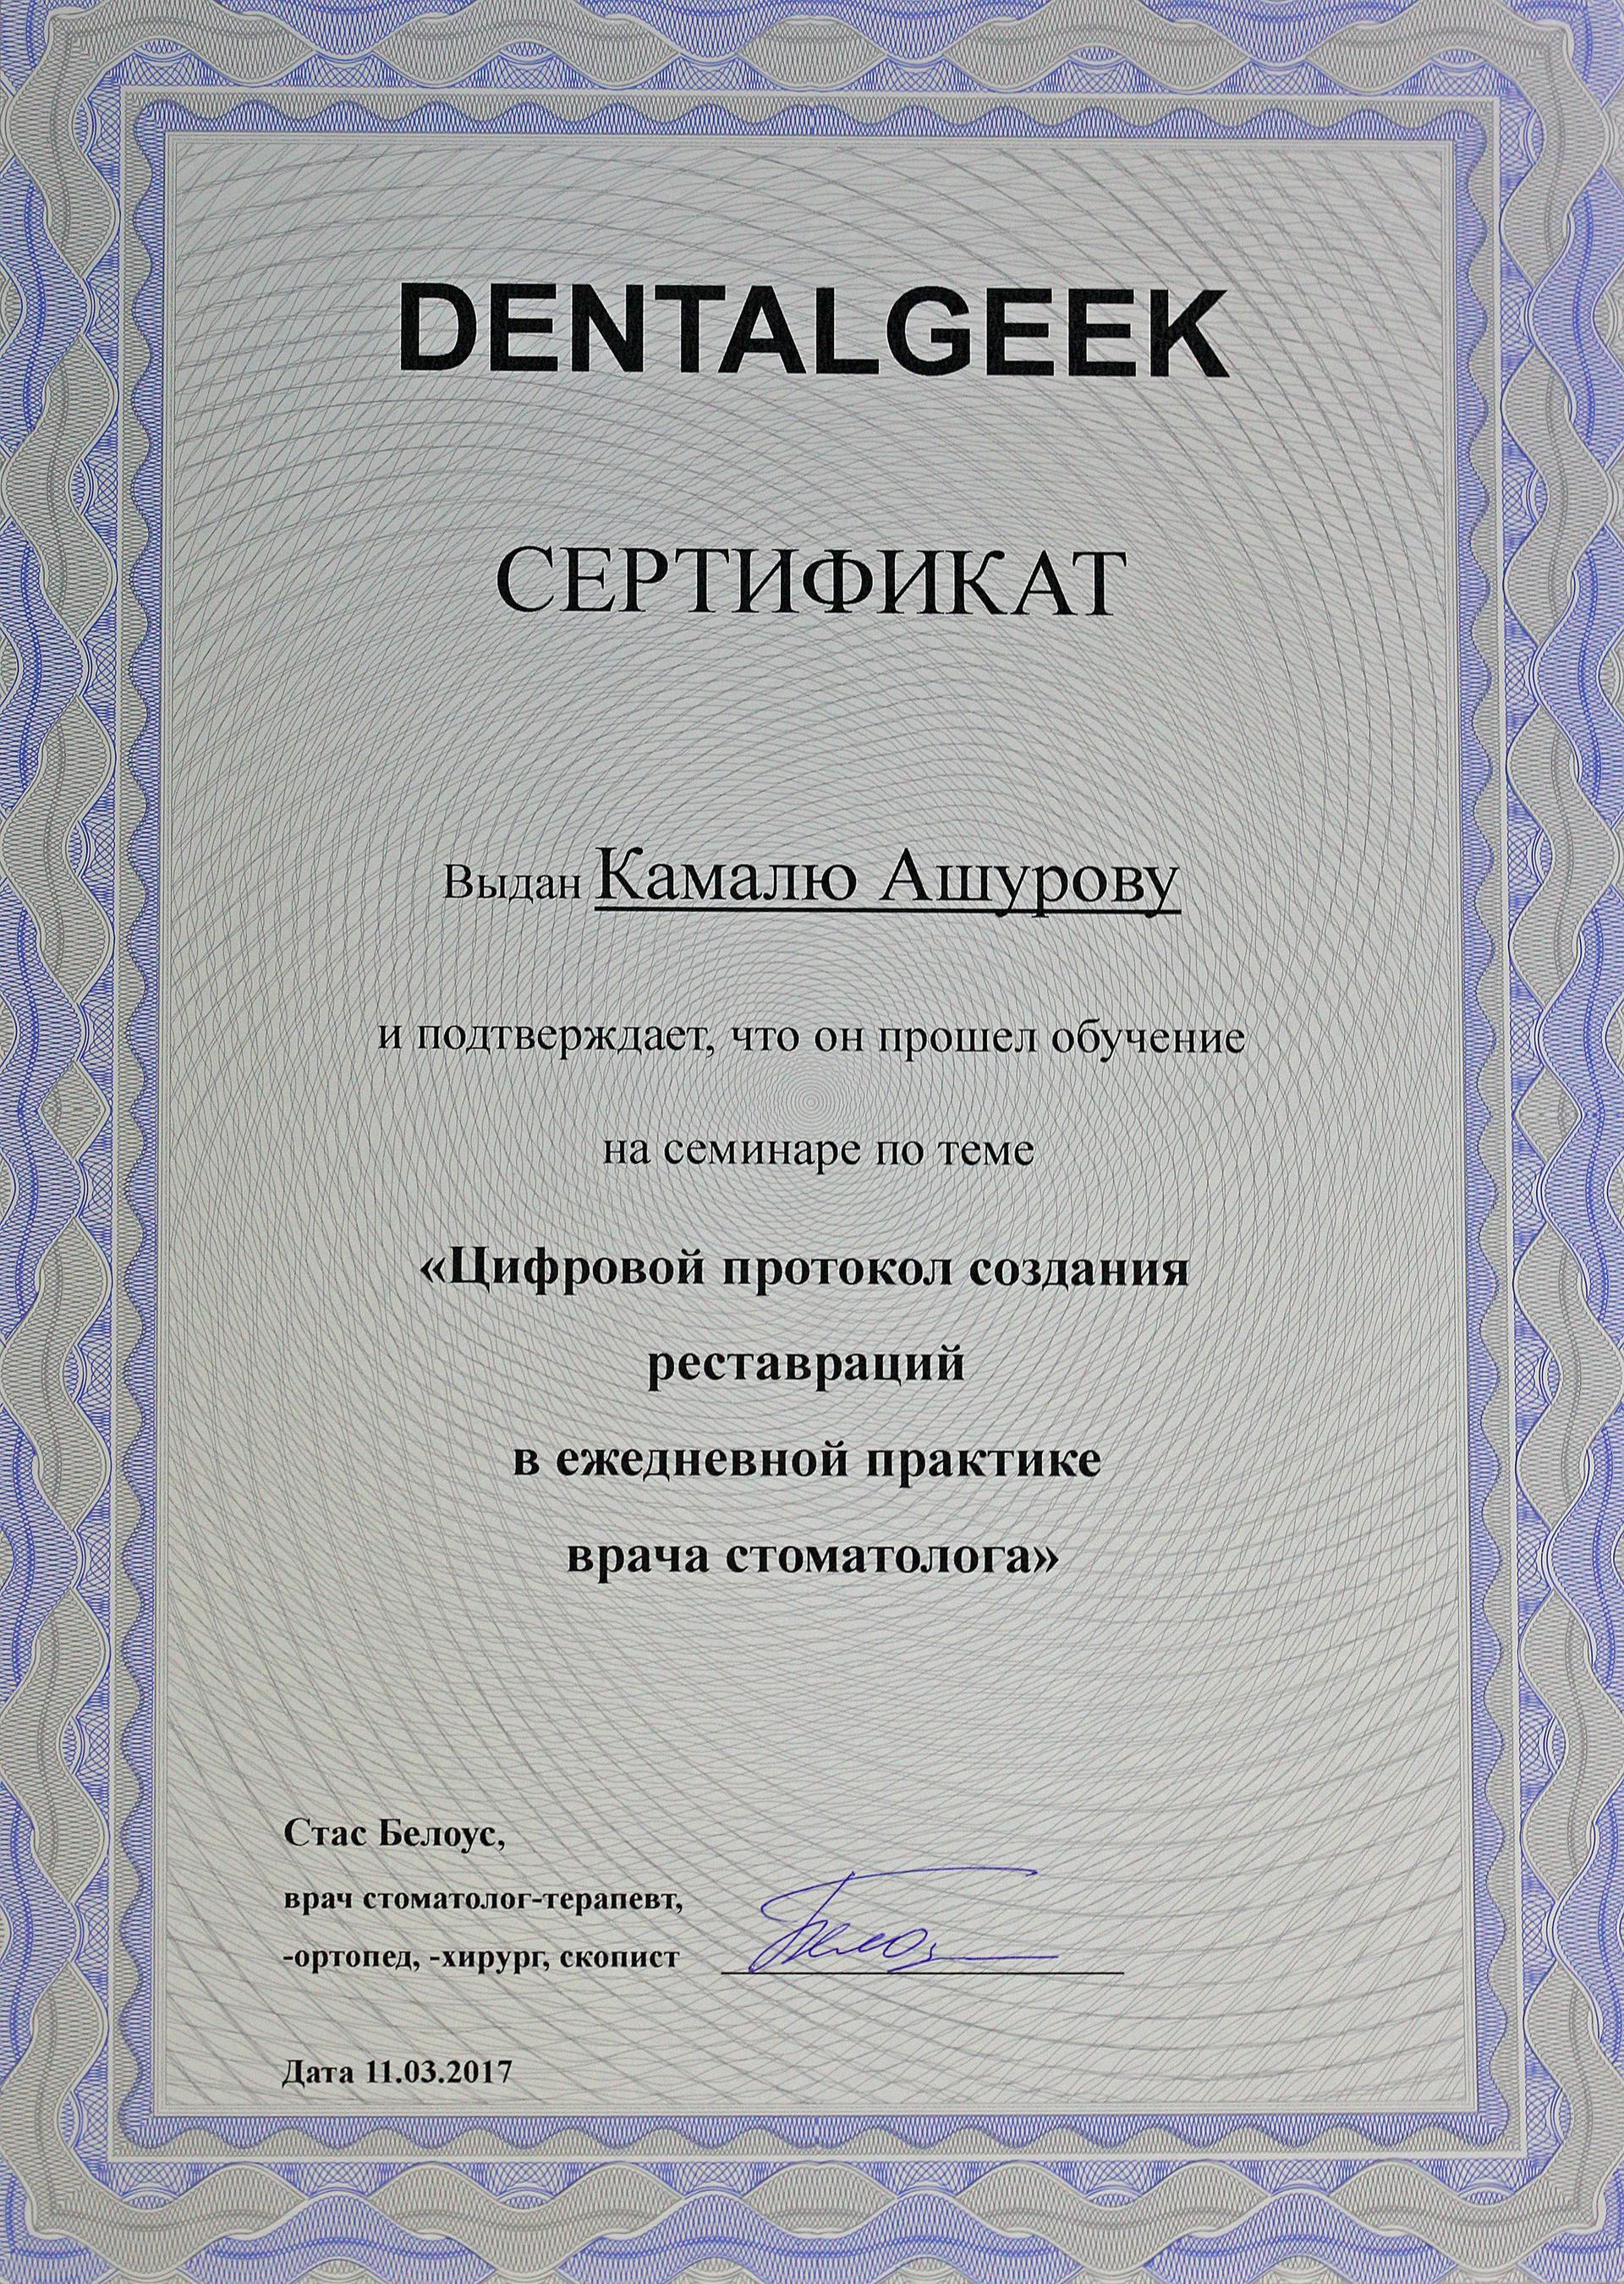 DENTALGEEK
СЕРТИФИКАТ
Выдан Камалю Ашурову
и подтверждает, что он прошел обучение
на семинаре по теме
«Цифровой протокол создания
реставраций
в ежедневной практике
врача стоматолога»
Стас Белоус,
врач стоматолог-терапевт,
-ортопед, -хирург, скопист
Дата 11.03.2017